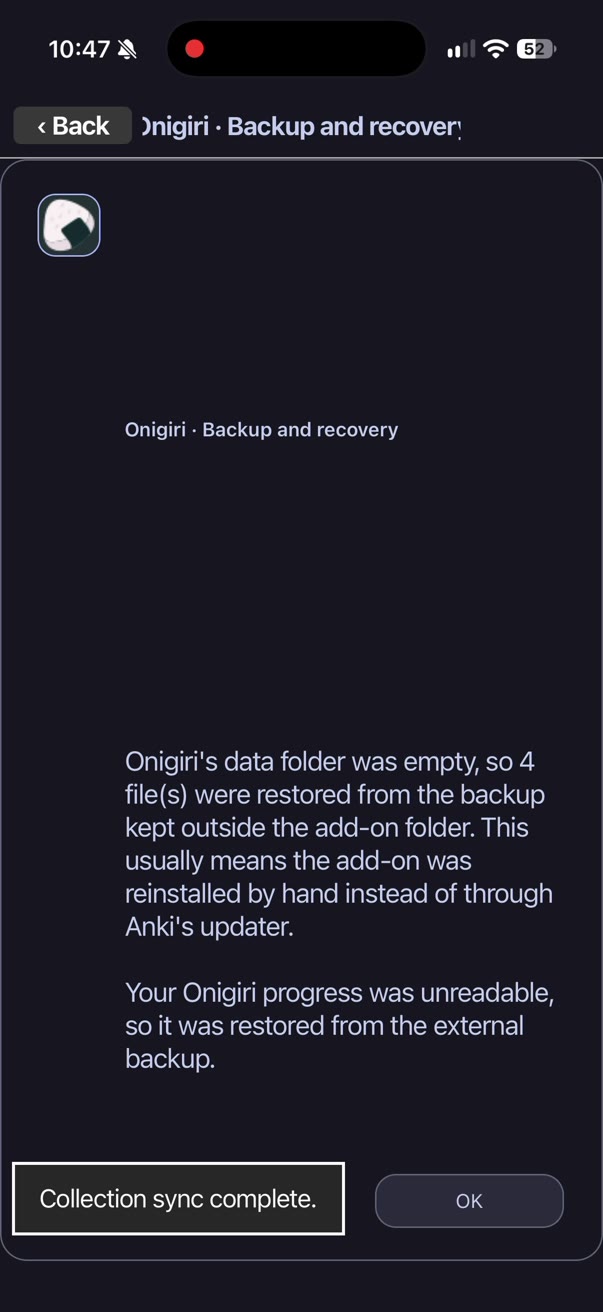 10:47
52
‹ Back
Onigiri · Backup and recovery
Onigiri · Backup and recovery
Onigiri's data folder was empty, so 4
file(s) were restored from the backup
kept outside the add-on folder. This
usually means the add-on was
reinstalled by hand instead of through
Anki's updater.
Your Onigiri progress was unreadable,
so it was restored from the external
backup.
Collection sync complete.
OK